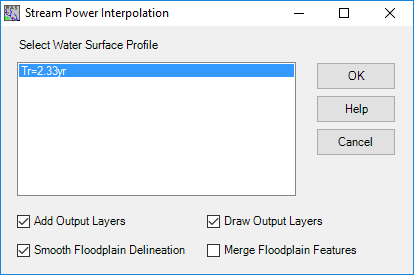 Stream Power Interpolation
Select Water Surface Profile
Tr=2.33yr
OK
Help
Cancel
Add Output Layers
Draw Output Layers
Smooth Floodplain Delineation
Merge Floodplain Features